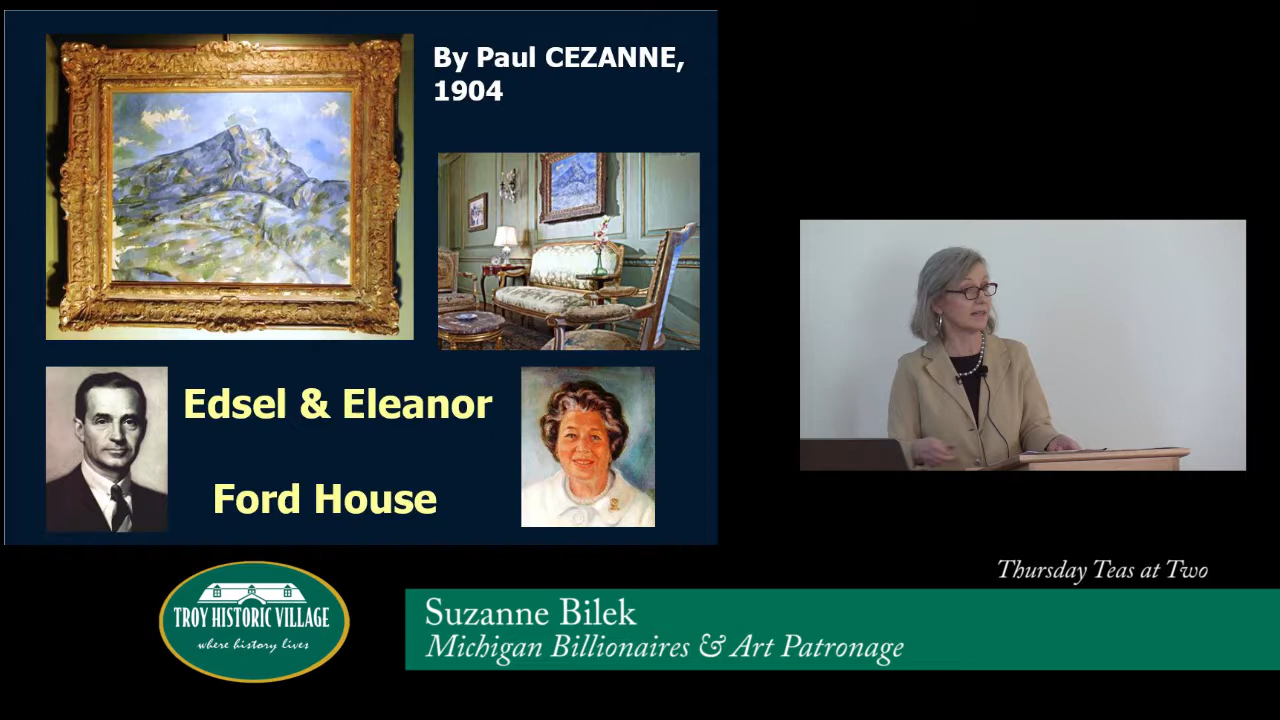 By Paul CEZANNE,
1904
Edsel & Eleanor
Ford House
Thursday Teas at Two
TROY HISTORIC VILLAGE
where history lives
Suzanne Bilek
Michigan Billionaires & Art Patronage